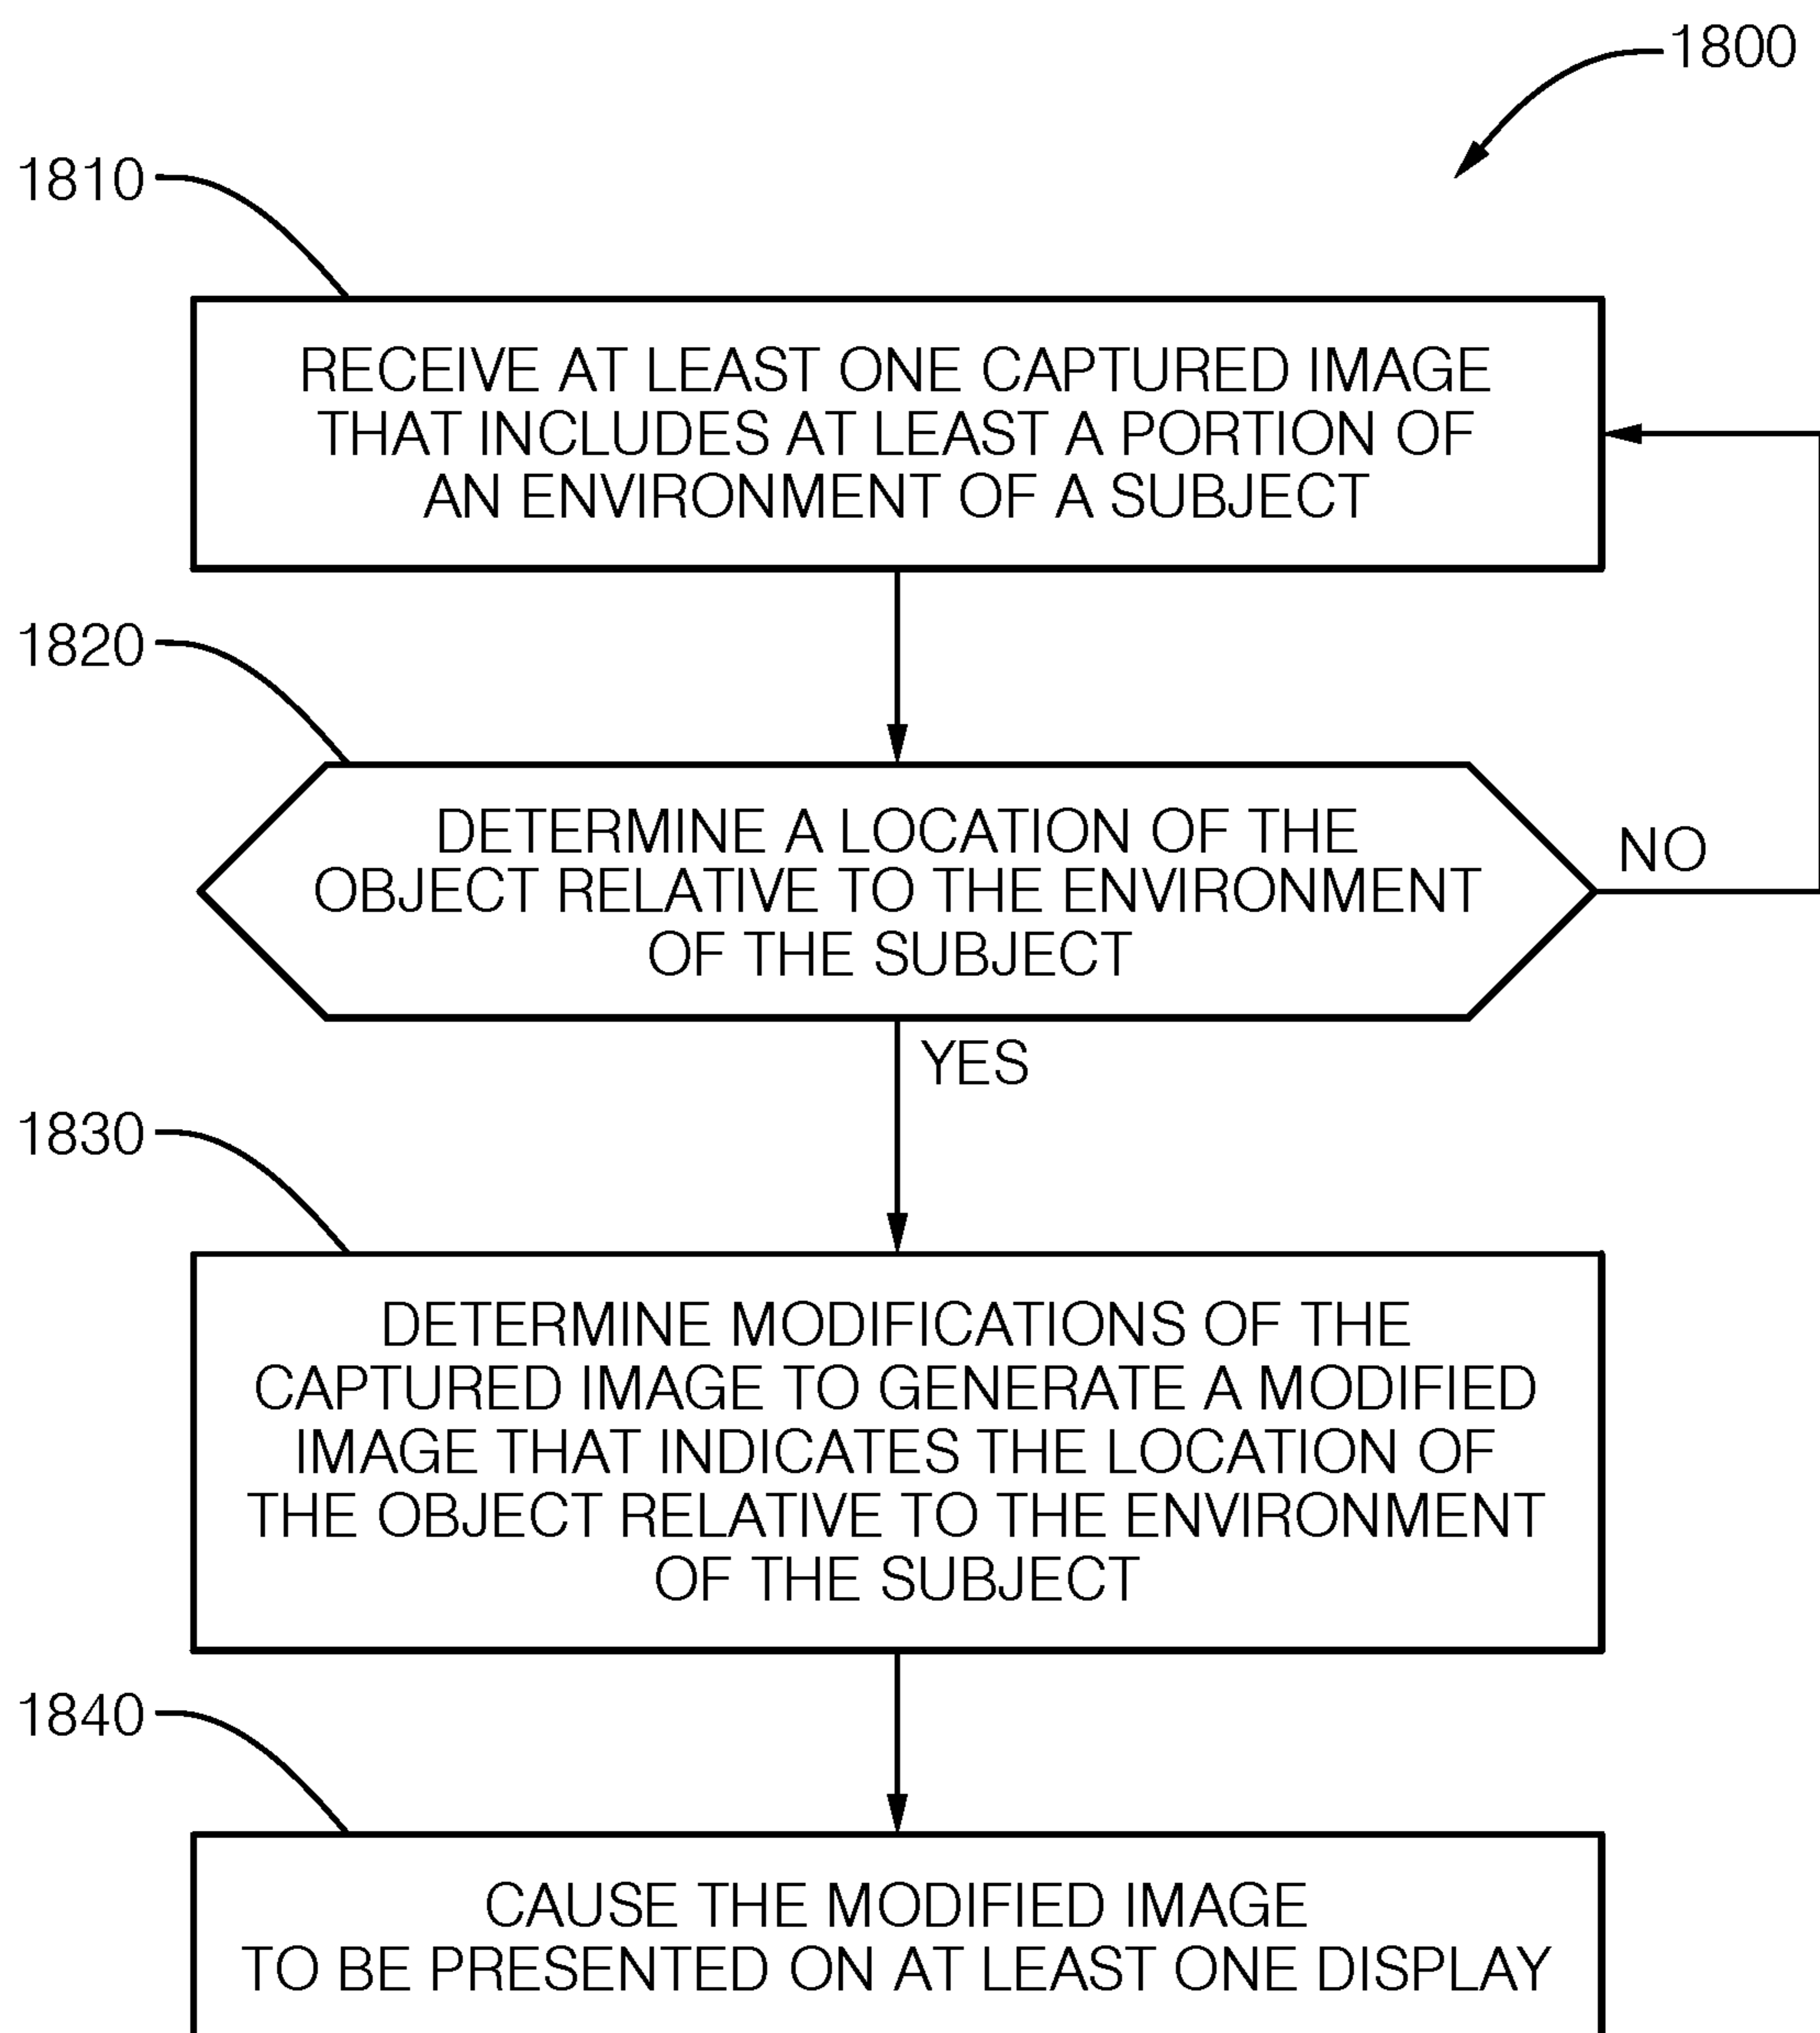 1800
1810
RECEIVE AT LEAST ONE CAPTURED IMAGE
THAT INCLUDES AT LEAST A PORTION OF
AN ENVIRONMENT OF A SUBJECT
1820
DETERMINE A LOCATION OF THE
OBJECT RELATIVE TO THE ENVIRONMENT
OF THE SUBJECT
NO
YES
1830
DETERMINE MODIFICATIONS OF THE
CAPTURED IMAGE TO GENERATE A MODIFIED
IMAGE THAT INDICATES THE LOCATION OF
THE OBJECT RELATIVE TO THE ENVIRONMENT
OF THE SUBJECT
1840
CAUSE THE MODIFIED IMAGE
TO BE PRESENTED ON AT LEAST ONE DISPLAY